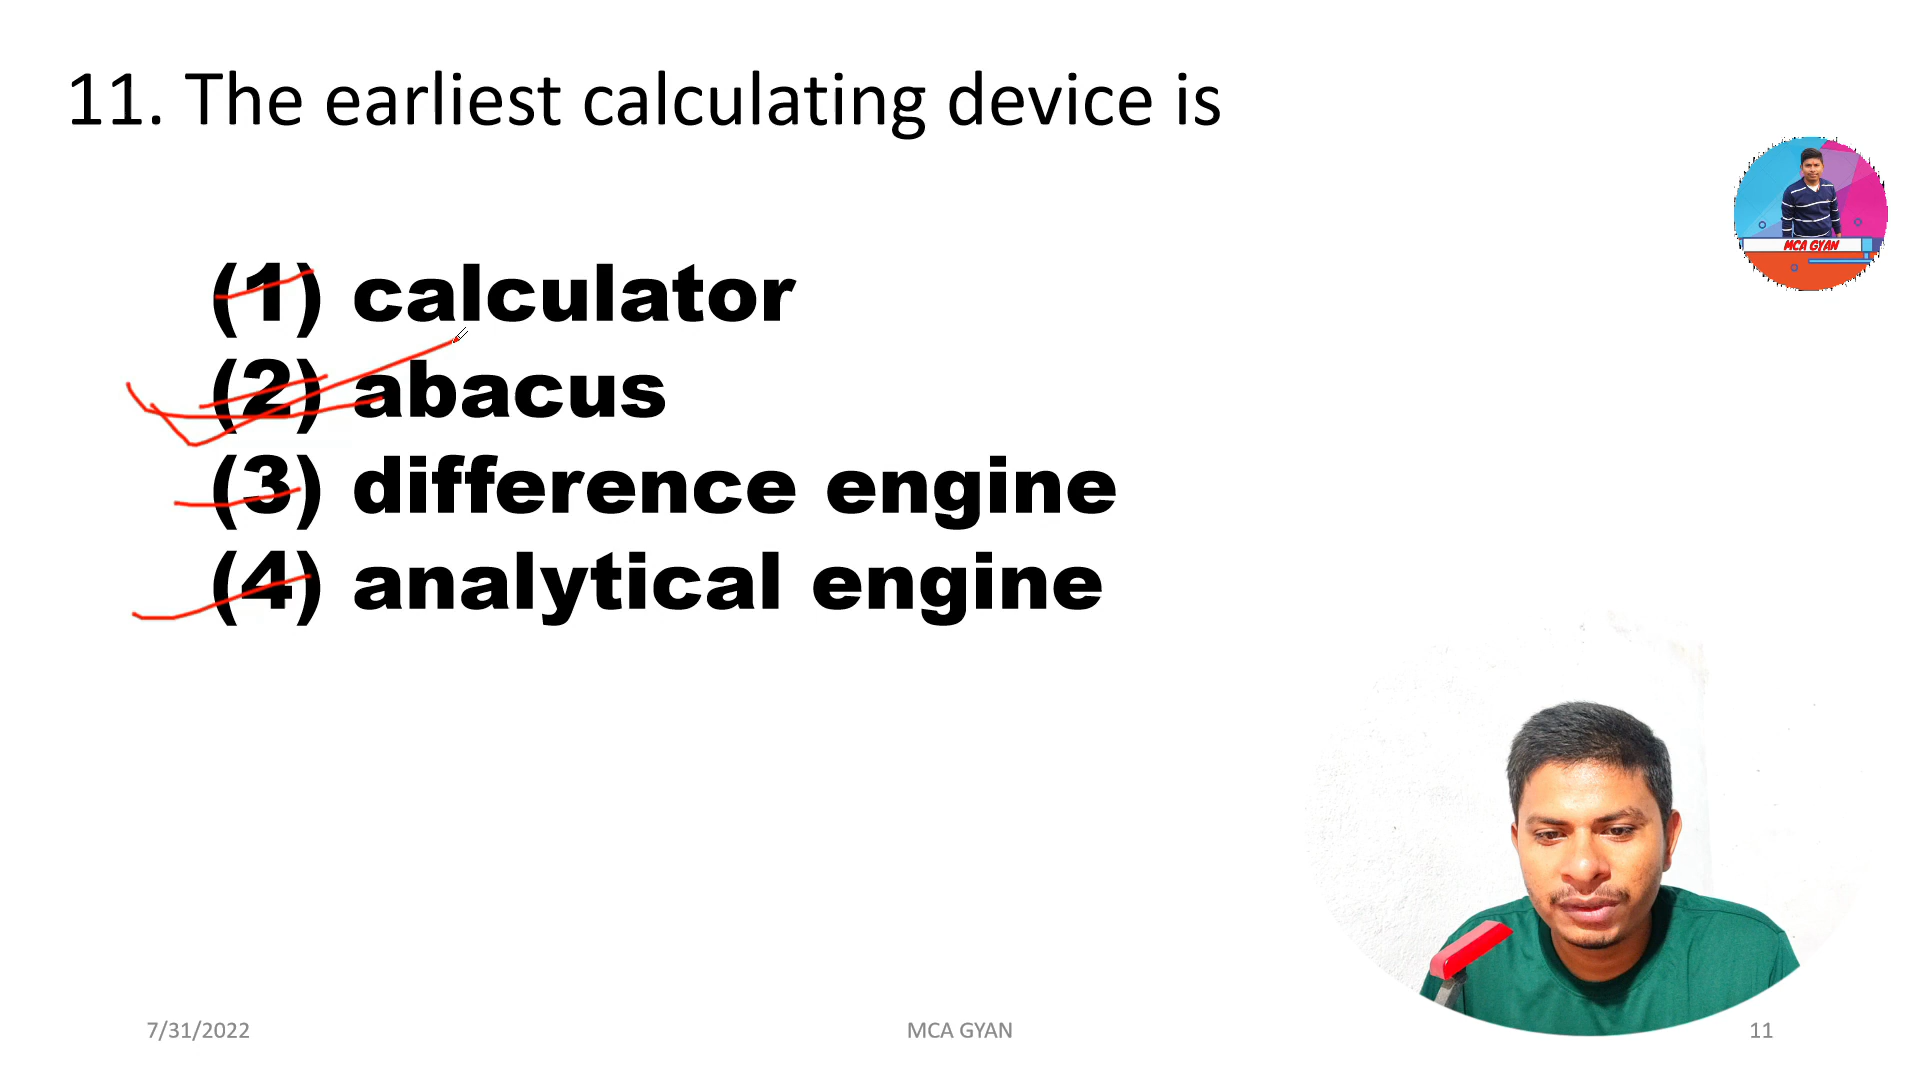 11. The earliest calculating device is
MCA GYAN
(1) calculator
(2) abacus
(3) difference engine
(4) analytical engine
7/31/2022
MCA GYAN
11